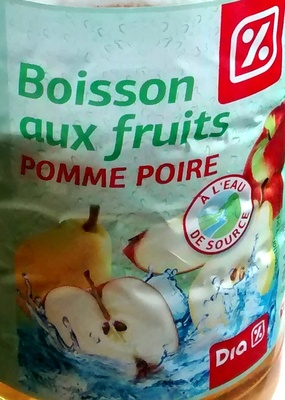 %
Boisson
aux fruits
POMME POIRE
À L'EAU
DE SOURCE
Dia %